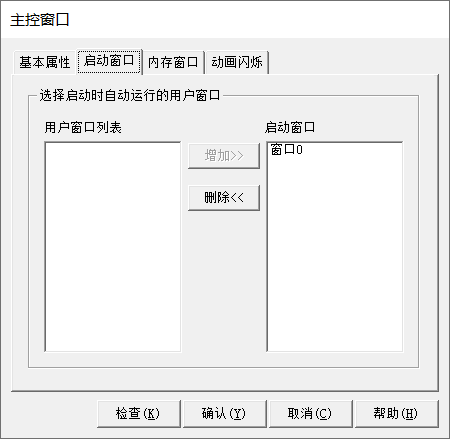 主控窗口
基本属性 启动窗口 内存窗口 动画闪烁
选择启动时自动运行的用户窗口
用户窗口列表 启动窗口
增加>> 窗口0
删除<<
检查(K) 确认(Y) 取消(C) 帮助(H)